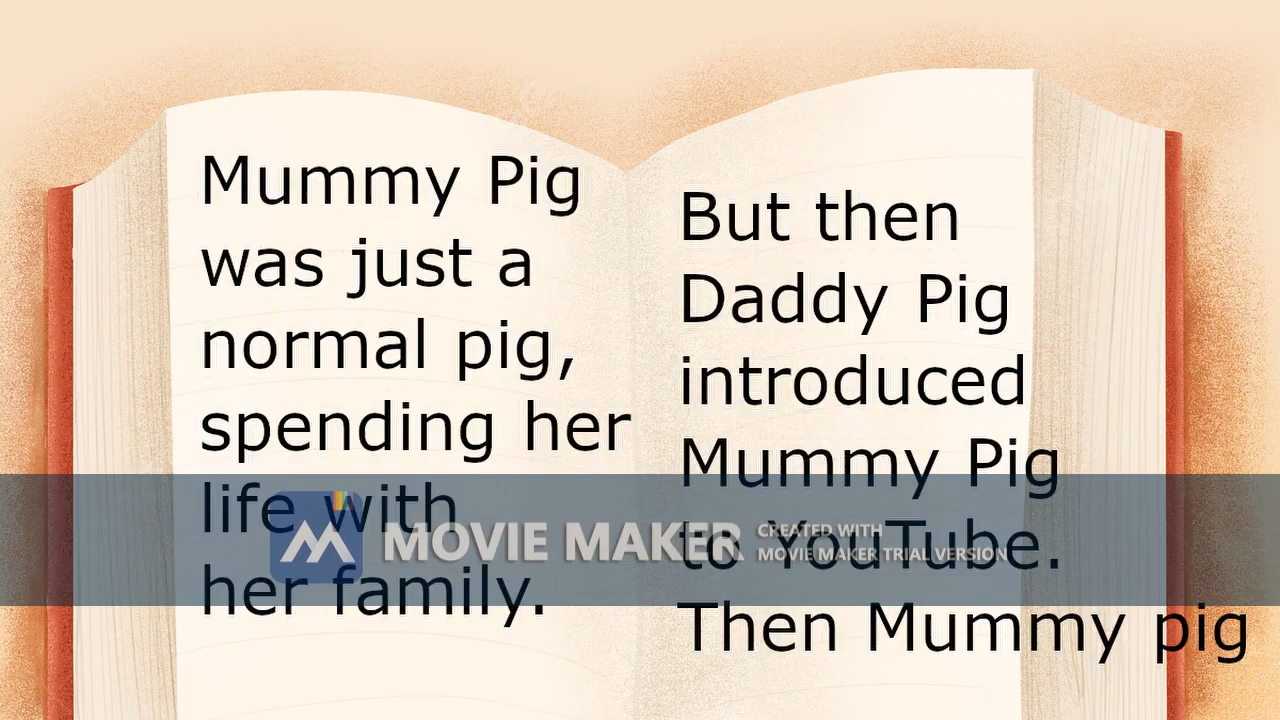 Mummy Pig
was just a
normal pig,
spending her
life with
her family.
But then
Daddy Pig
introduced
Mummy Pig
to YouTube.
Then Mummy pig
MOVIE MAKER
CREATED WITH
MOVIE MAKER TRIAL VERSION